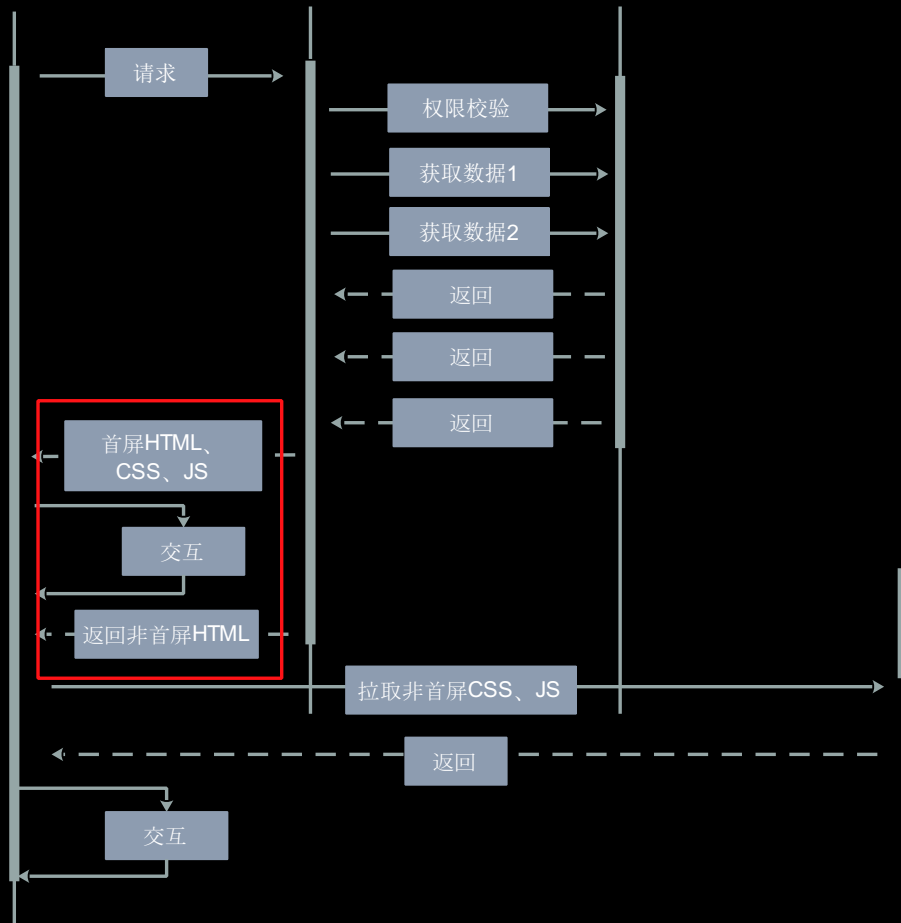 请求
权限校验
获取数据1
获取数据2
返回
返回
返回
首屏HTML、
CSS、JS
交互
返回非首屏HTML
拉取非首屏CSS、JS
返回
交互